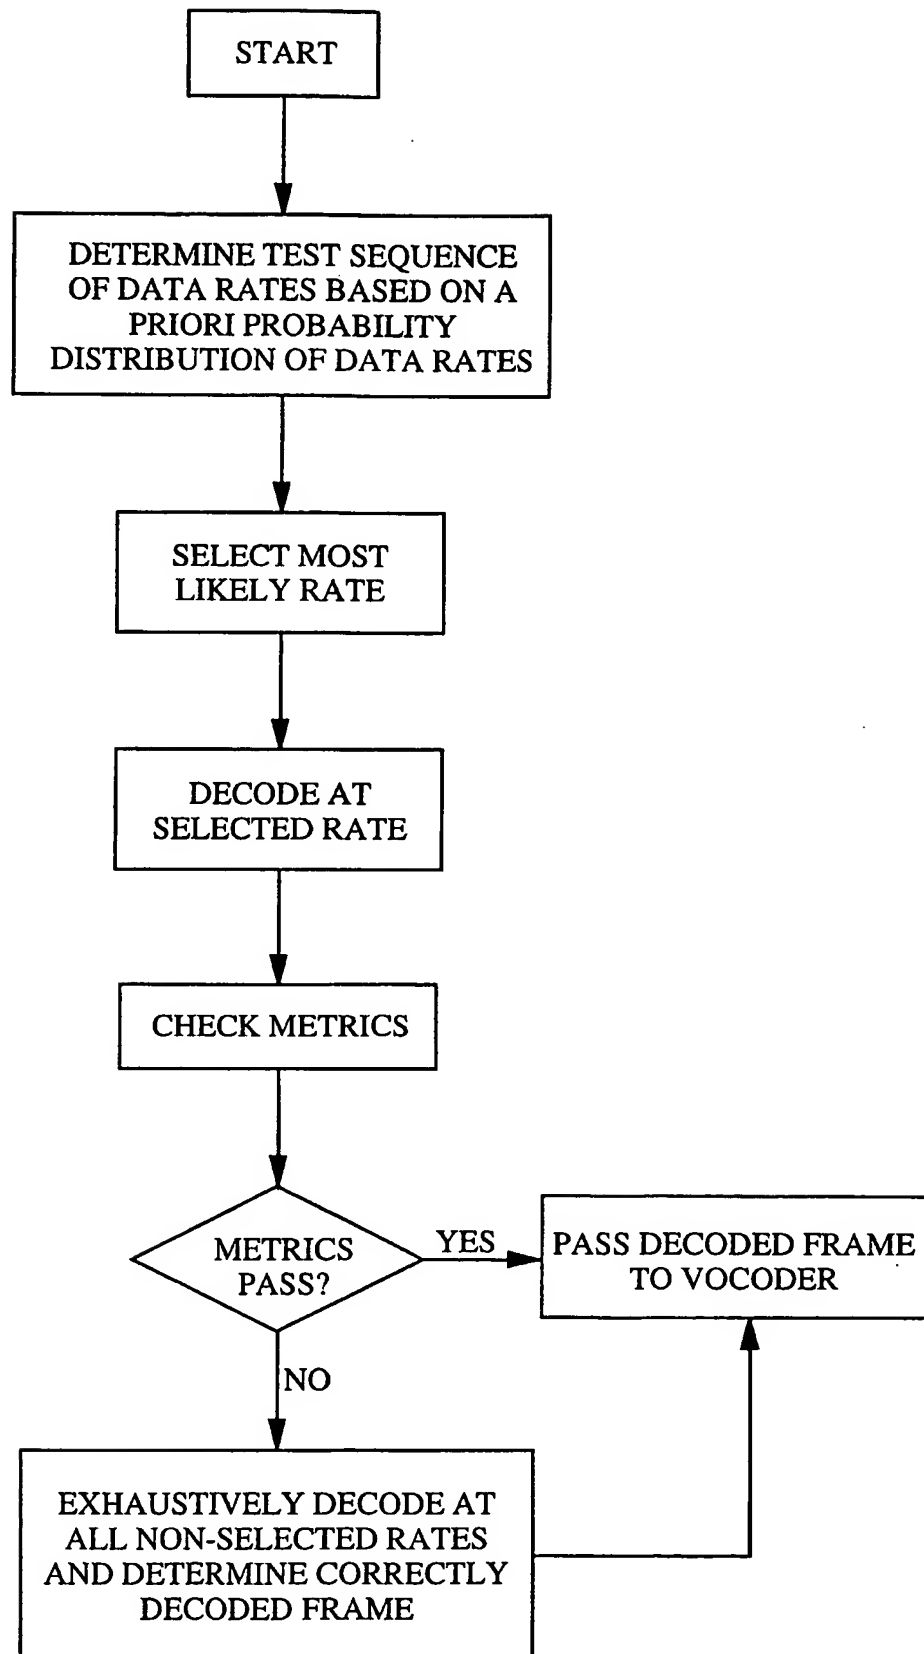 START
DETERMINE TEST SEQUENCE
OF DATA RATES BASED ON A
PRIORI PROBABILITY
DISTRIBUTION OF DATA RATES
SELECT MOST
LIKELY RATE
DECODE AT
SELECTED RATE
CHECK METRICS
METRICS
PASS?
YES
PASS DECODED FRAME
TO VOCODER
NO
EXHAUSTIVELY DECODE AT
ALL NON-SELECTED RATES
AND DETERMINE CORRECTLY
DECODED FRAME